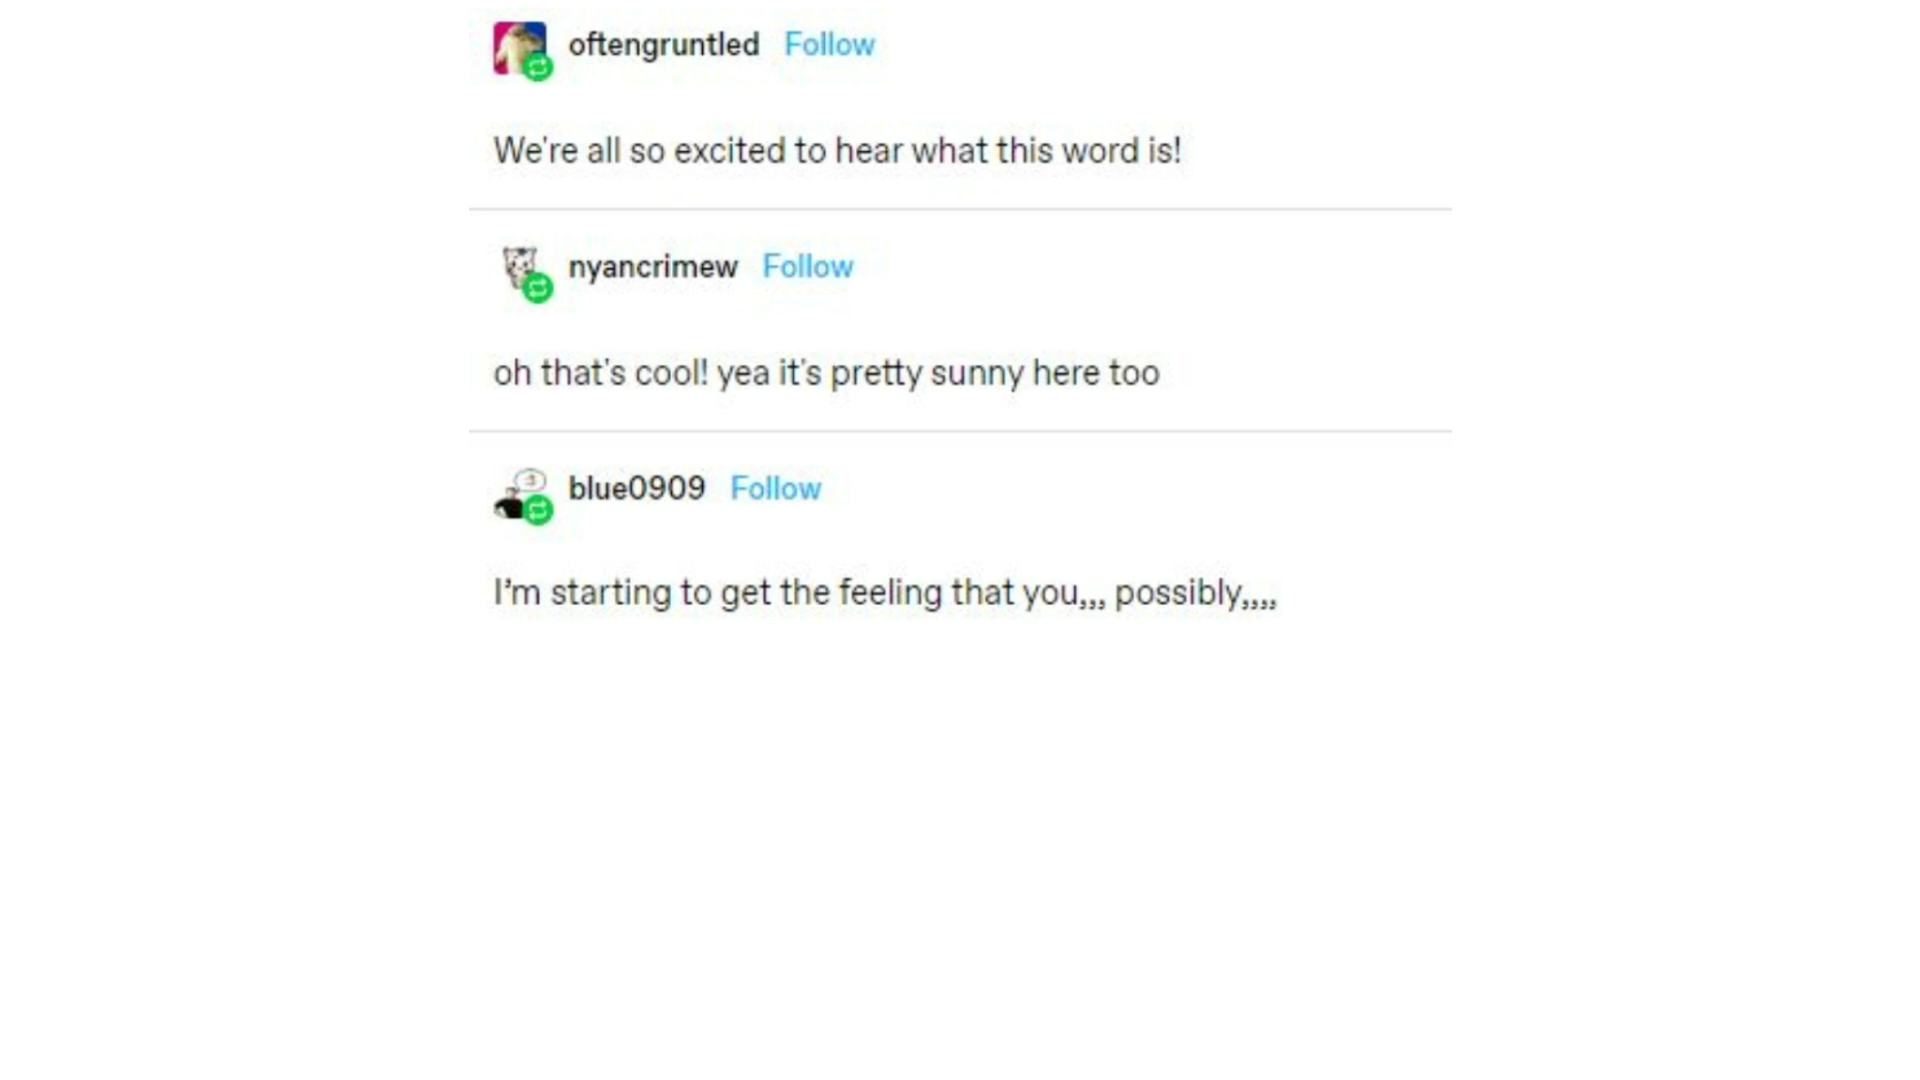 oftengruntled Follow
We're all so excited to hear what this word is!
nyancrimew Follow
oh that's cool! yea it's pretty sunny here too
blue0909 Follow
I’m starting to get the feeling that you,,, possibly,,,,